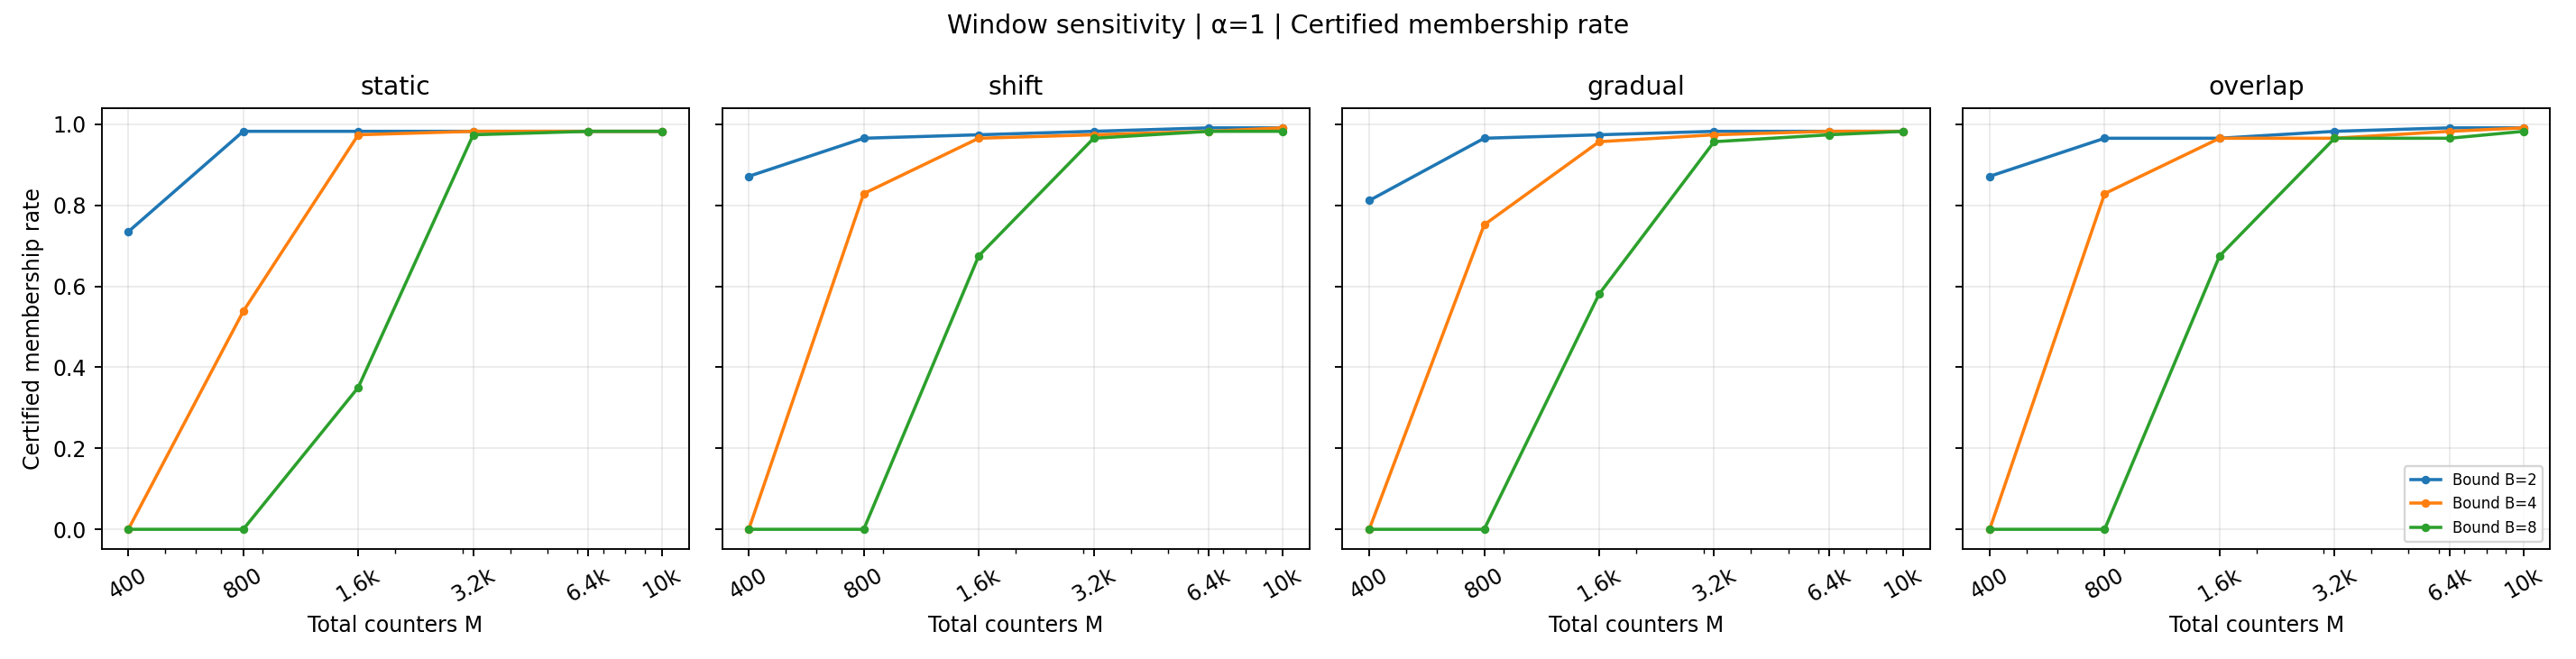 Window sensitivity | α=1 | Certified membership rate
static
shift
gradual
overlap
Certified membership rate
1.0
0.8
0.6
0.4
0.2
0.0
400 800 1.6k 3.2k 6.4k 10k
400 800 1.6k 3.2k 6.4k 10k
400 800 1.6k 3.2k 6.4k 10k
400 800 1.6k 3.2k 6.4k 10k
Total counters M
Total counters M
Total counters M
Total counters M
Bound B=2
Bound B=4
Bound B=8